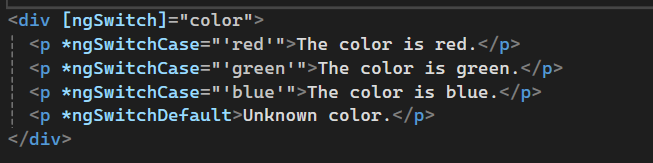 <div [ngSwitch]="color">
<p *ngSwitchCase="'red'">The color is red.</p>
<p *ngSwitchCase="'green'">The color is green.</p>
<p *ngSwitchCase="'blue'">The color is blue.</p>
<p *ngSwitchDefault>Unknown color.</p>
</div>